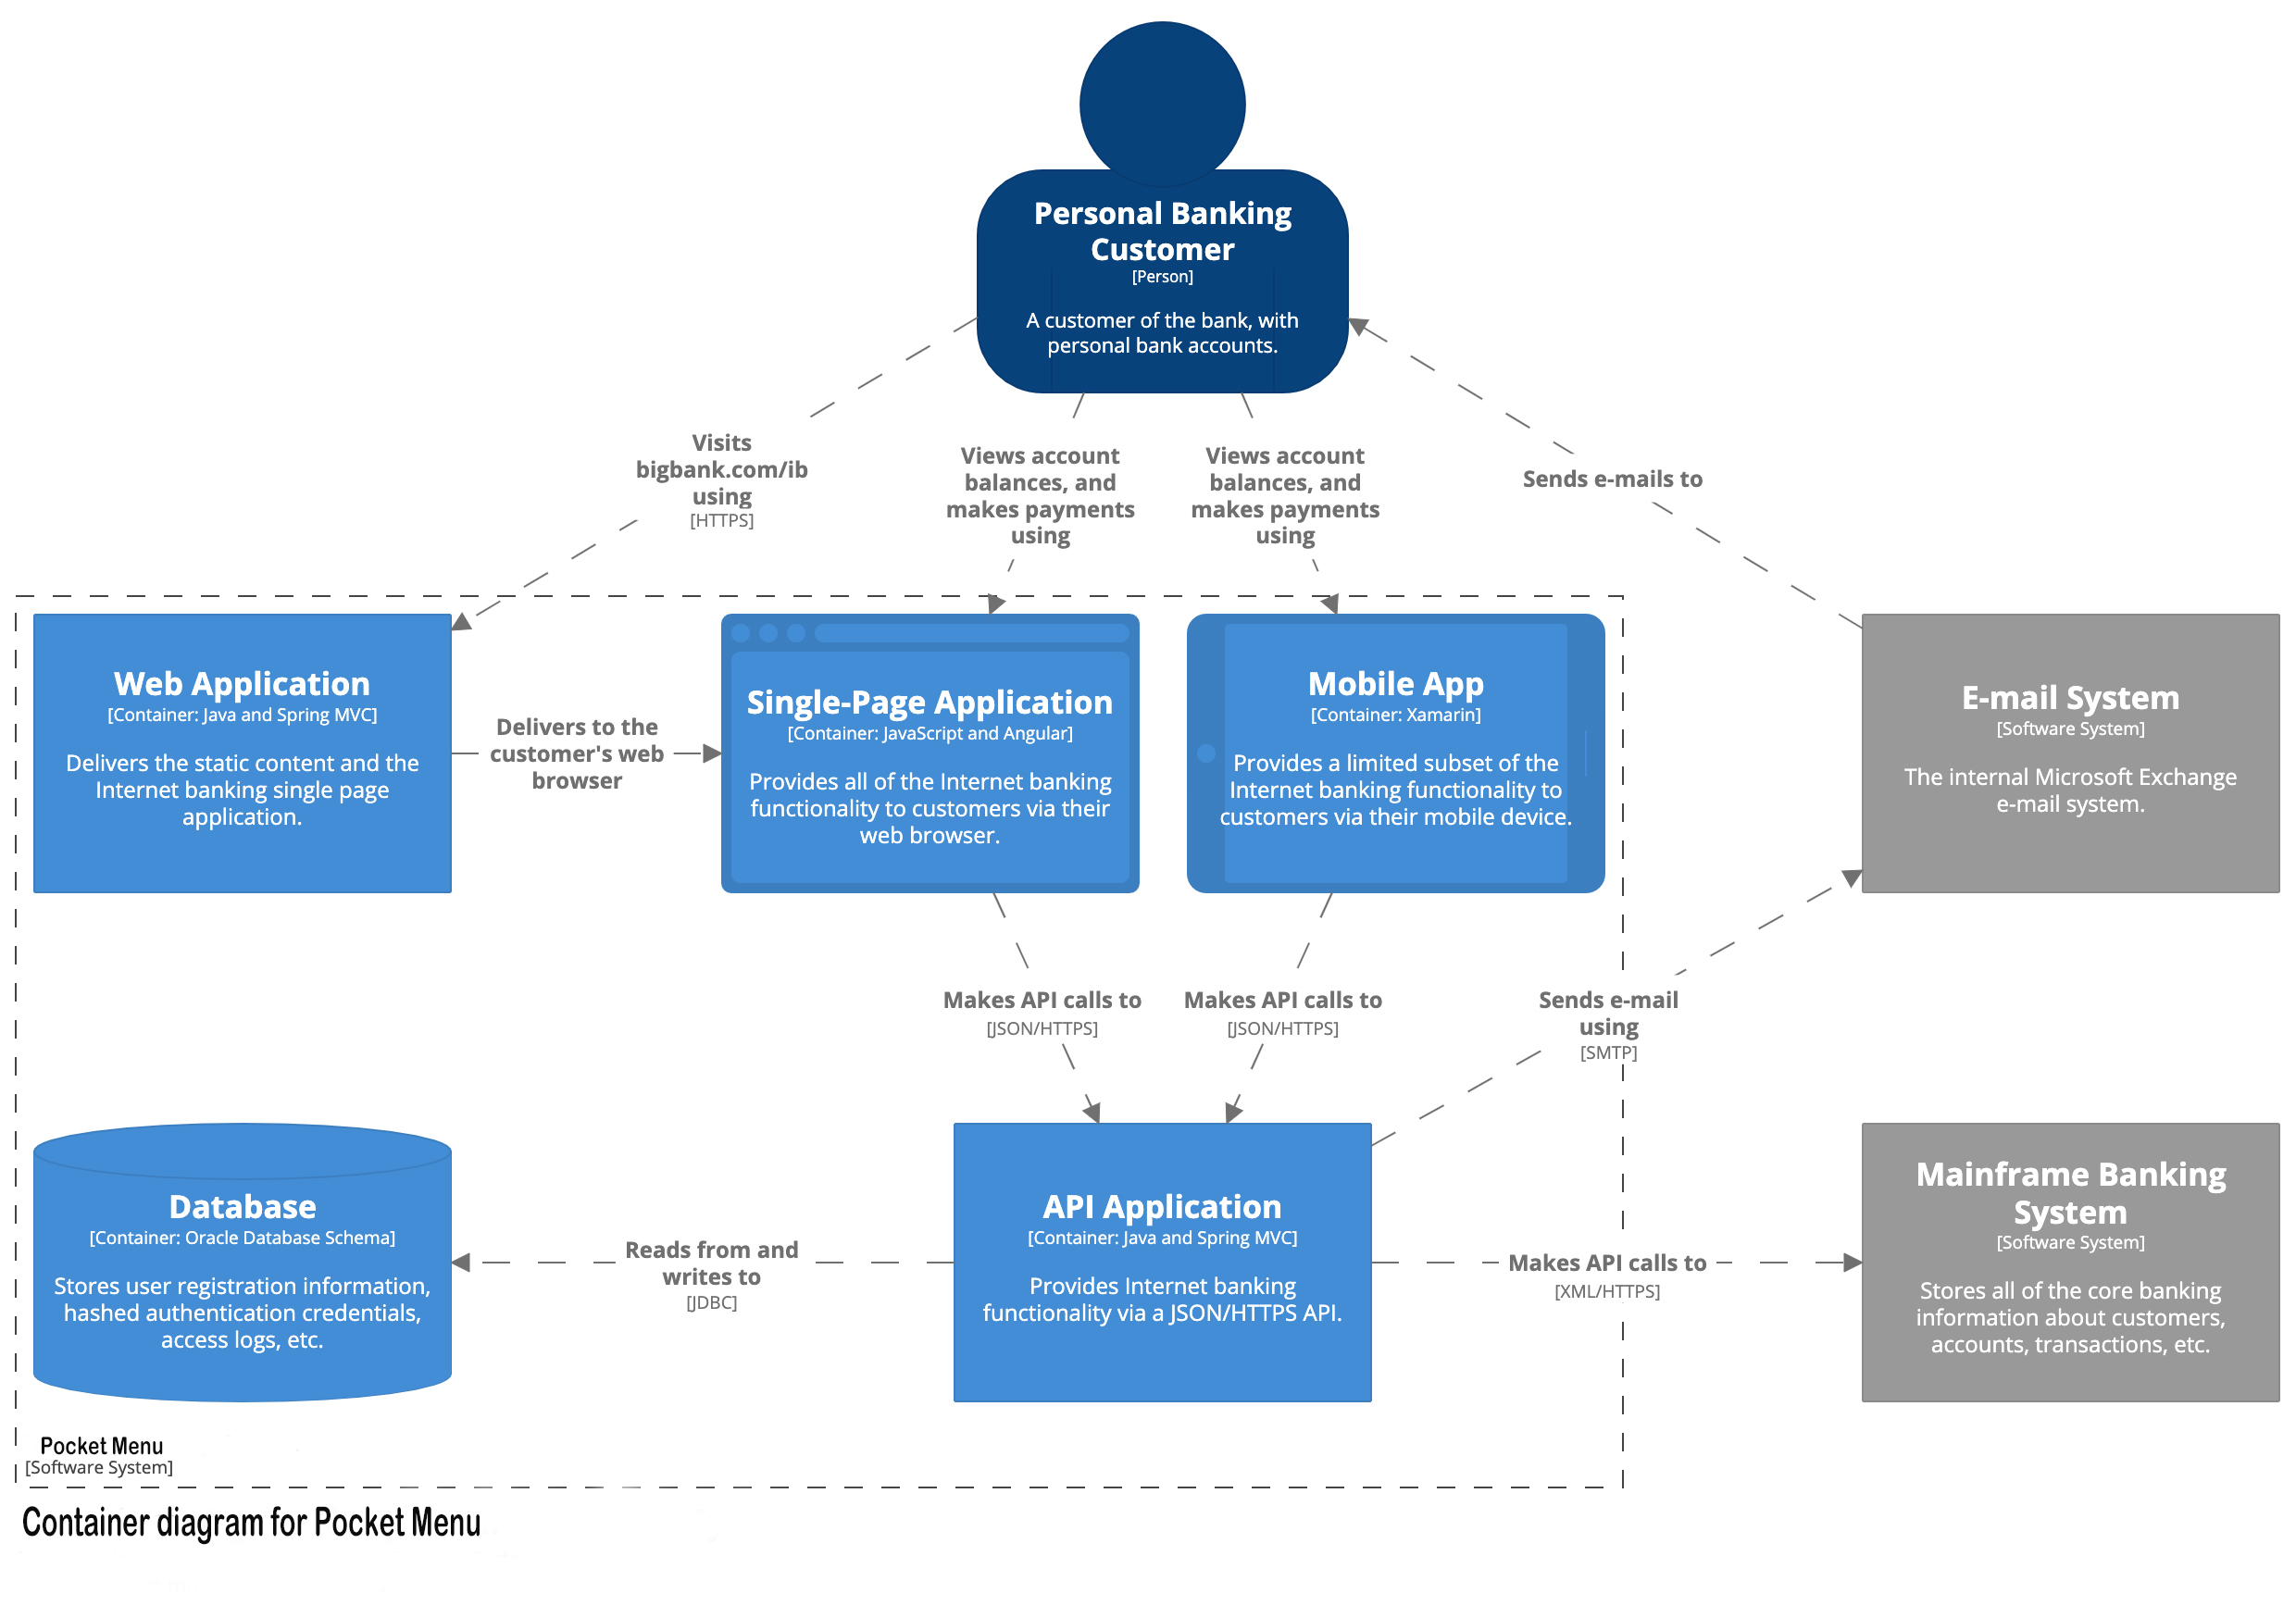 Personal Banking
Customer
[Person]
A customer of the bank, with
personal bank accounts.
Visits
bigbank.com/ib
using
[HTTPS]
Views account
balances, and
makes payments
using
Views account
balances, and
makes payments
using
Sends e-mails to
Web Application
[Container: Java and Spring MVC]
Delivers the static content and the
Internet banking single page
application.
Delivers to the
customer's web
browser
Single-Page Application
[Container: JavaScript and Angular]
Provides all of the Internet banking
functionality to customers via their
web browser.
Mobile App
[Container: Xamarin]
Provides a limited subset of the
Internet banking functionality to
customers via their mobile device.
E-mail System
[Software System]
The internal Microsoft Exchange
e-mail system.
Makes API calls to
[JSON/HTTPS]
Makes API calls to
[JSON/HTTPS]
Sends e-mail
using
[SMTP]
Database
[Container: Oracle Database Schema]
Stores user registration information,
hashed authentication credentials,
access logs, etc.
Reads from and
writes to
[JDBC]
API Application
[Container: Java and Spring MVC]
Provides Internet banking
functionality via a JSON/HTTPS API.
Makes API calls to
[XML/HTTPS]
Mainframe Banking
System
[Software System]
Stores all of the core banking
information about customers,
accounts, transactions, etc.
Pocket Menu
[Software System]
Container diagram for Pocket Menu